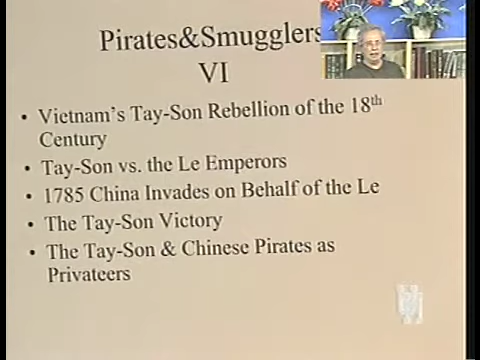 Pirates&Smugglers
VI
• Vietnam's Tay-Son Rebellion of the 18th
Century
• Tay-Son vs. the Le Emperors
• 1785 China Invades on Behalf of the Le
• The Tay-Son Victory
• The Tay-Son & Chinese Pirates as
Privateers